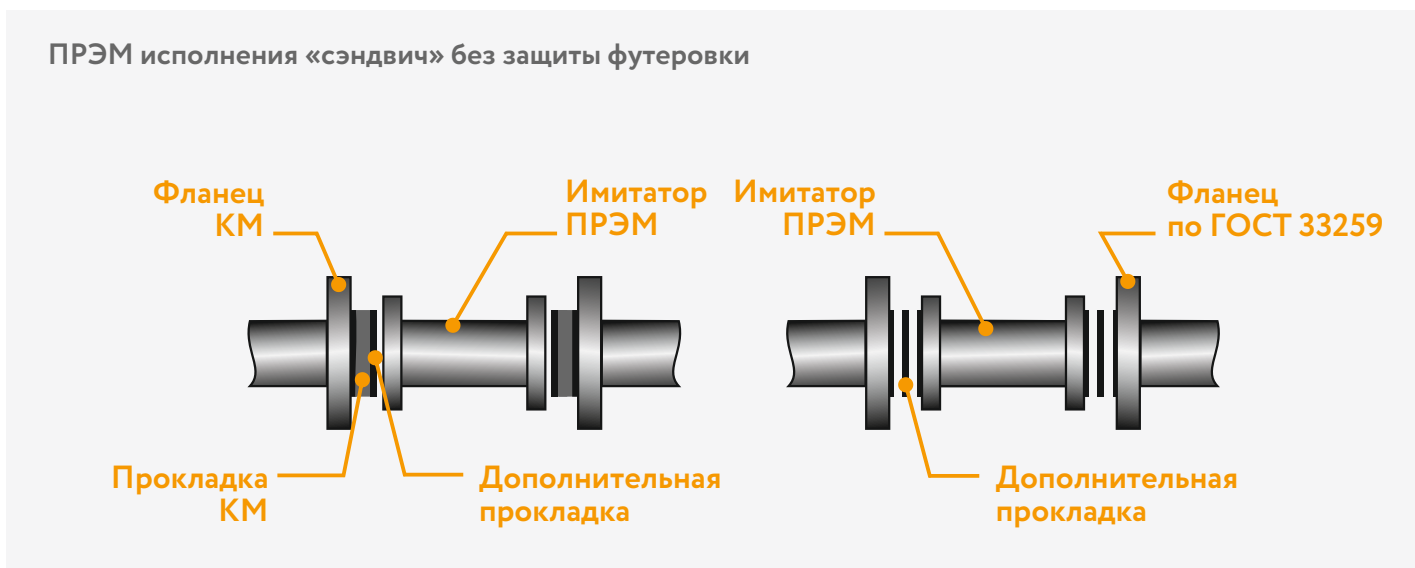 ПРЭМ исполнения «сэндвич» без защиты футеровки
Фланец
КМ
Имитатор
ПРЭМ
Имитатор
ПРЭМ
Фланец
по ГОСТ 33259
Прокладка
КМ
Дополнительная
прокладка
Дополнительная
прокладка